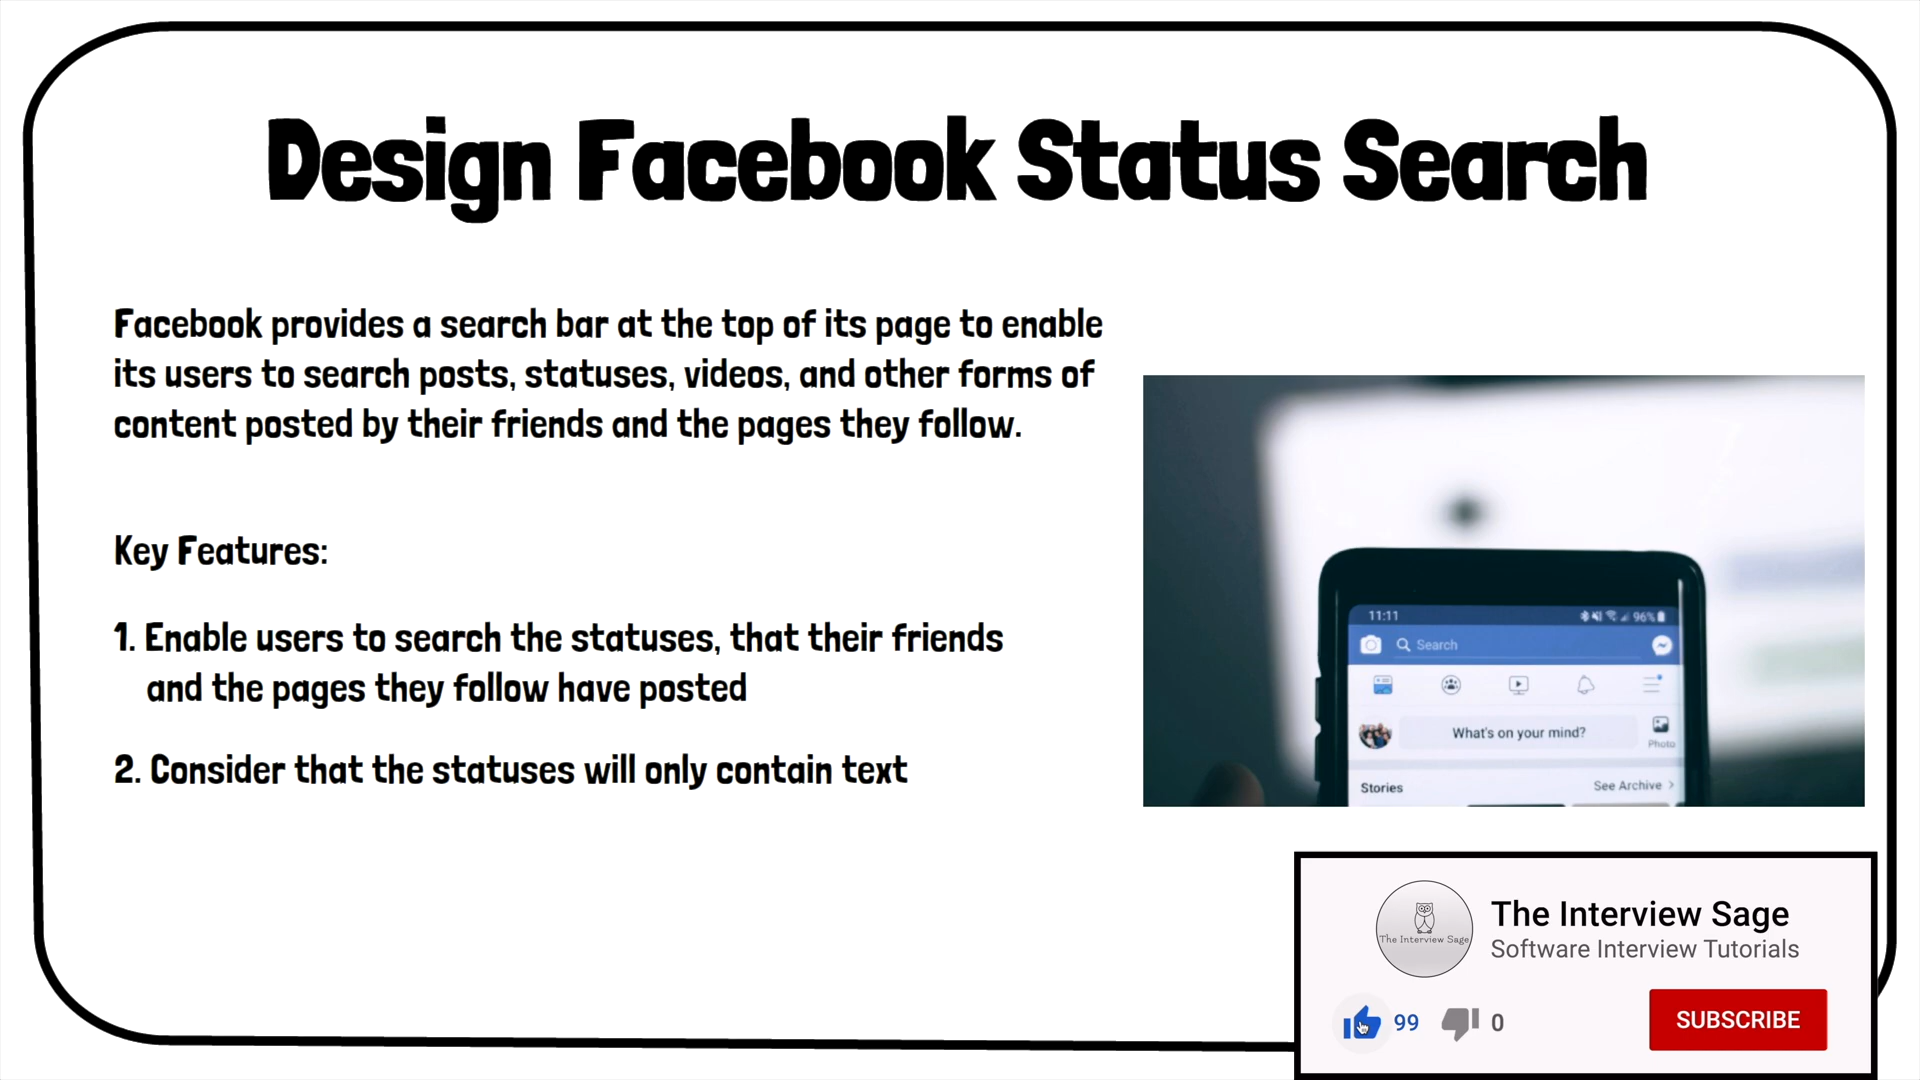 Design Facebook Status Search
Facebook provides a search bar at the top of its page to enable
its users to search posts, statuses, videos, and other forms of
content posted by their friends and the pages they follow.
Key Features:
1. Enable users to search the statuses, that their friends
and the pages they follow have posted
2. Consider that the statuses will only contain text
11:11
96%
Search
What's on your mind?
Photo
Stories
See Archive >
The Interview Sage
The Interview Sage
Software Interview Tutorials
99
0
SUBSCRIBE